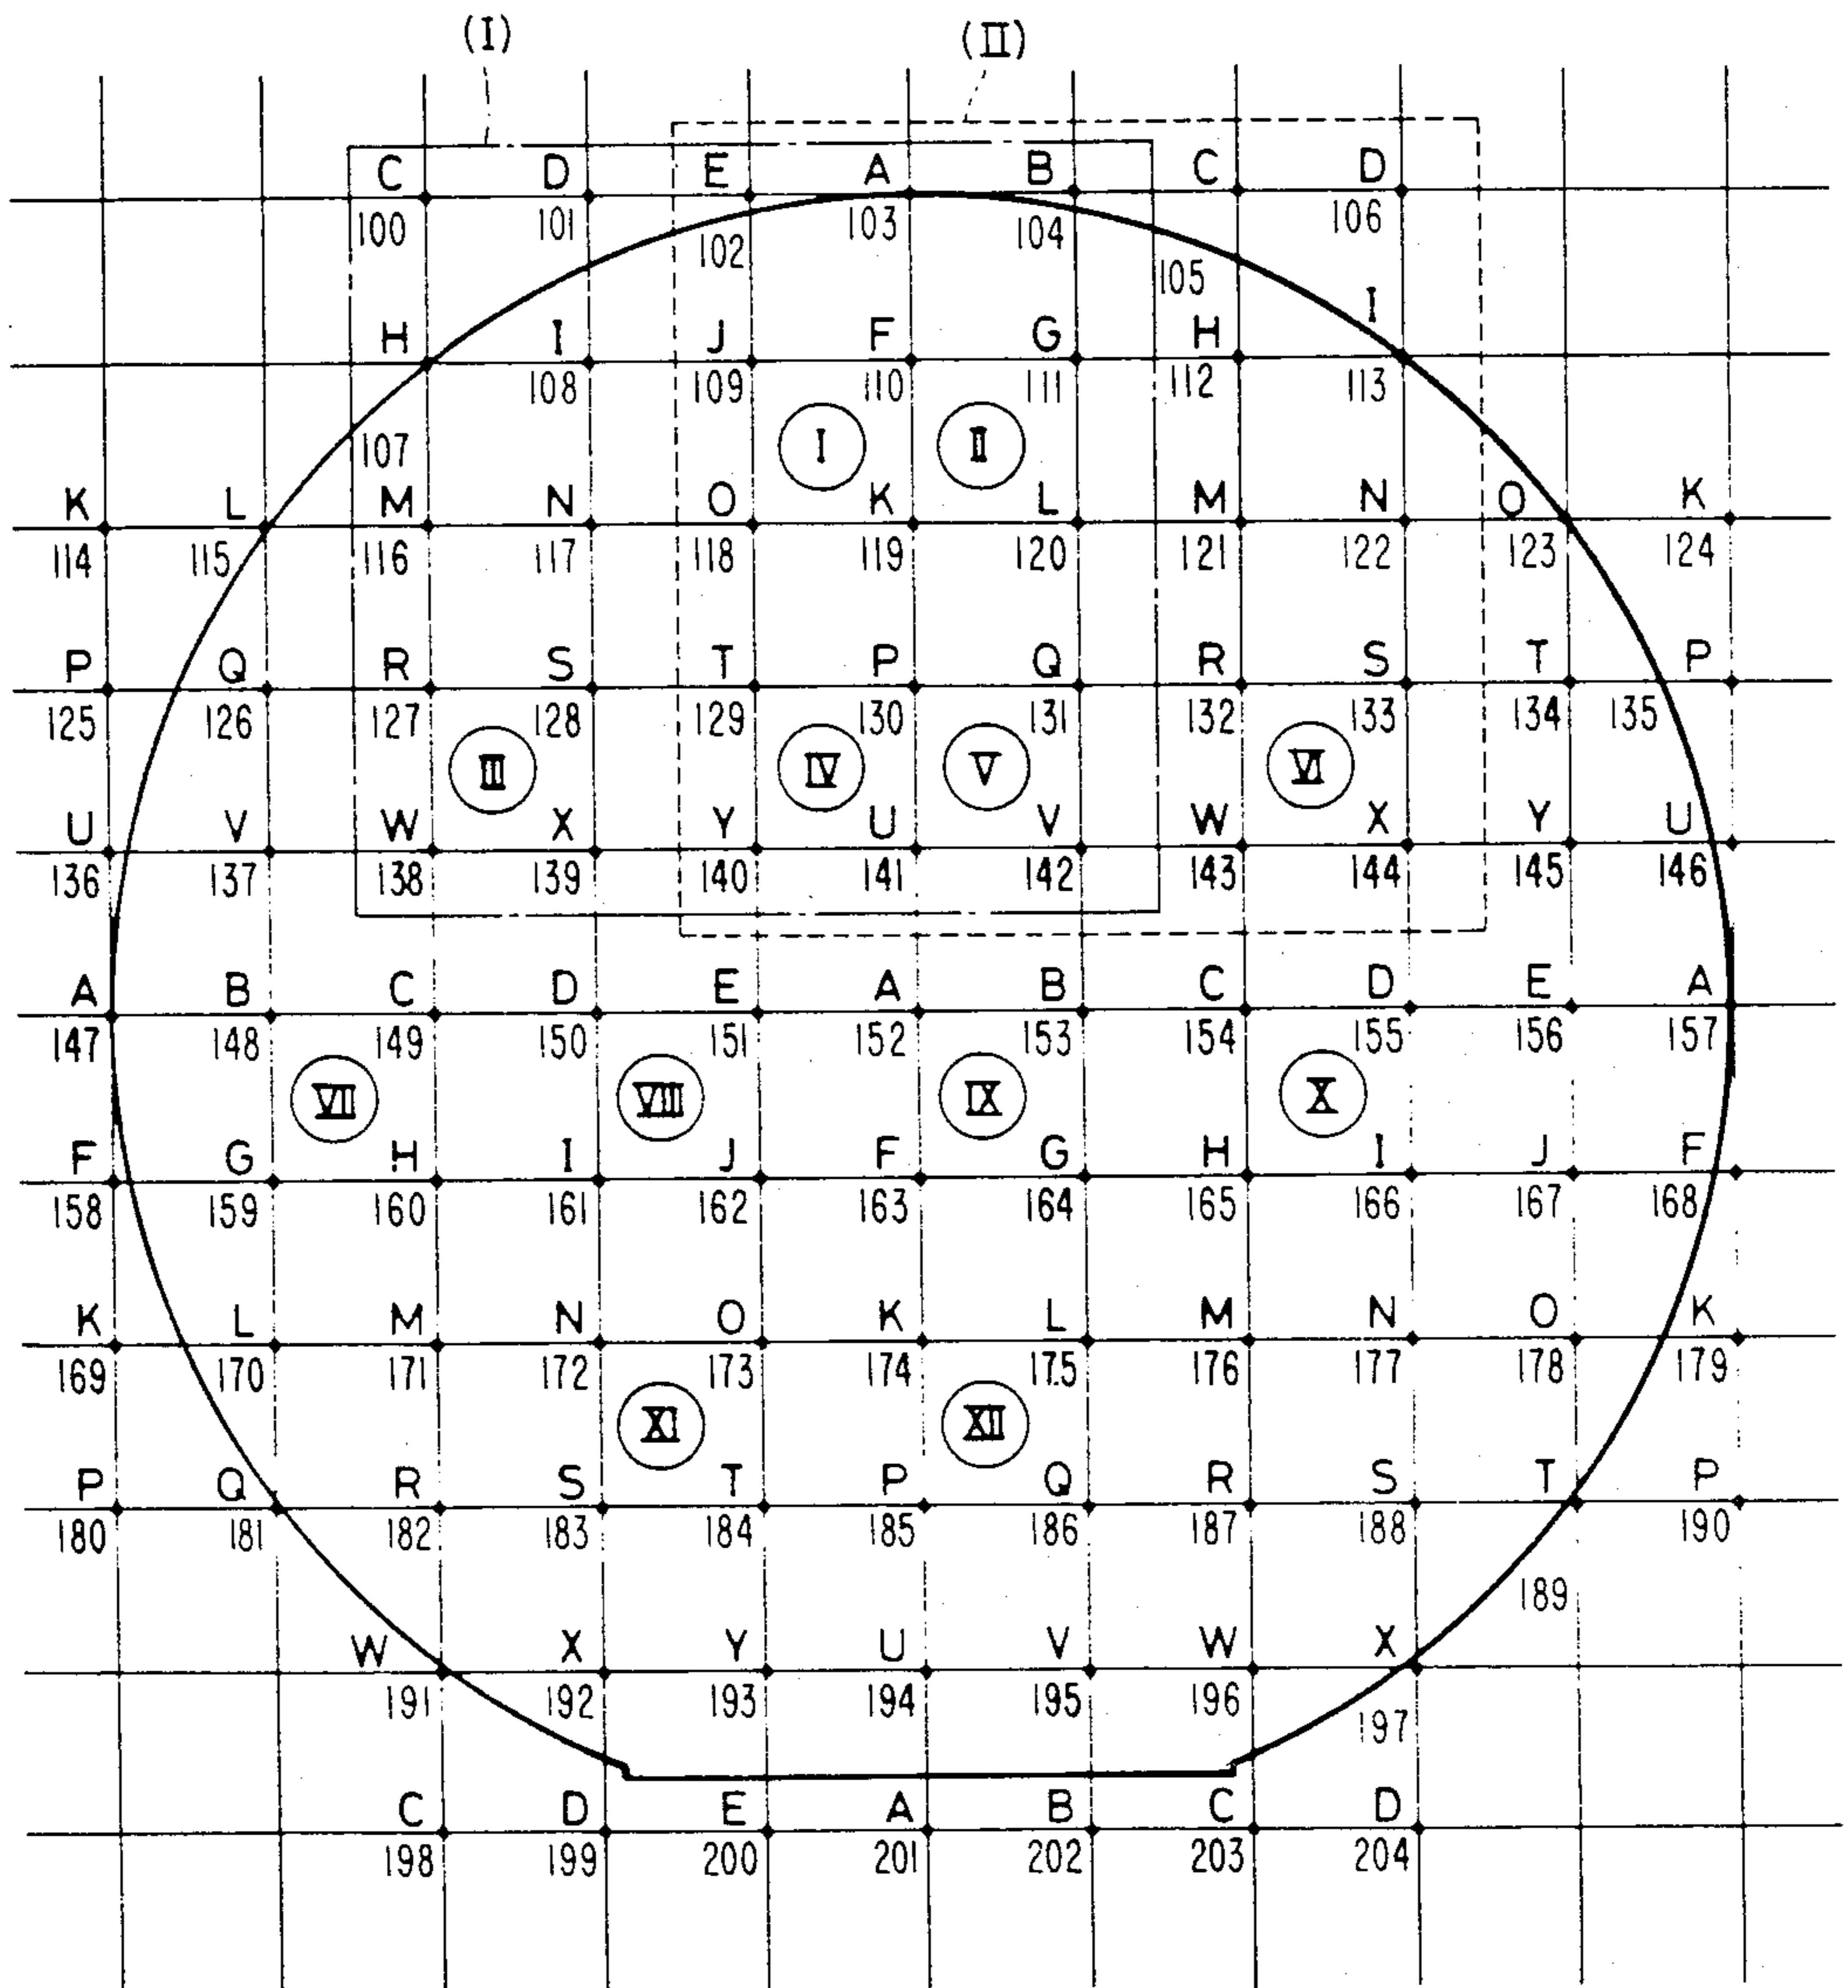 (I) (II)
C D E A B C D
100 101 102 103 104 105 106
H I J F G H I
107 108 109 110 111 112 113
I II
K L M N O K L M N O K
114 115 116 117 118 119 120 121 122 123 124
P Q R S T P Q R S T P
125 126 127 128 129 130 131 132 133 134 135
III IV V VI
U V W X Y U V W X Y U
136 137 138 139 140 141 142 143 144 145 146
A B C D E A B C D E A
147 148 149 150 151 152 153 154 155 156 157
VII VIII IX X
F G H I J F G H I J F
158 159 160 161 162 163 164 165 166 167 168
K L M N O K L M N O K
169 170 171 172 173 174 175 176 177 178 179
XI XII
P Q R S T P Q R S T P
180 181 182 183 184 185 186 187 188 189 190
W X Y U V W X
191 192 193 194 195 196 197
C D E A B C D
198 199 200 201 202 203 204